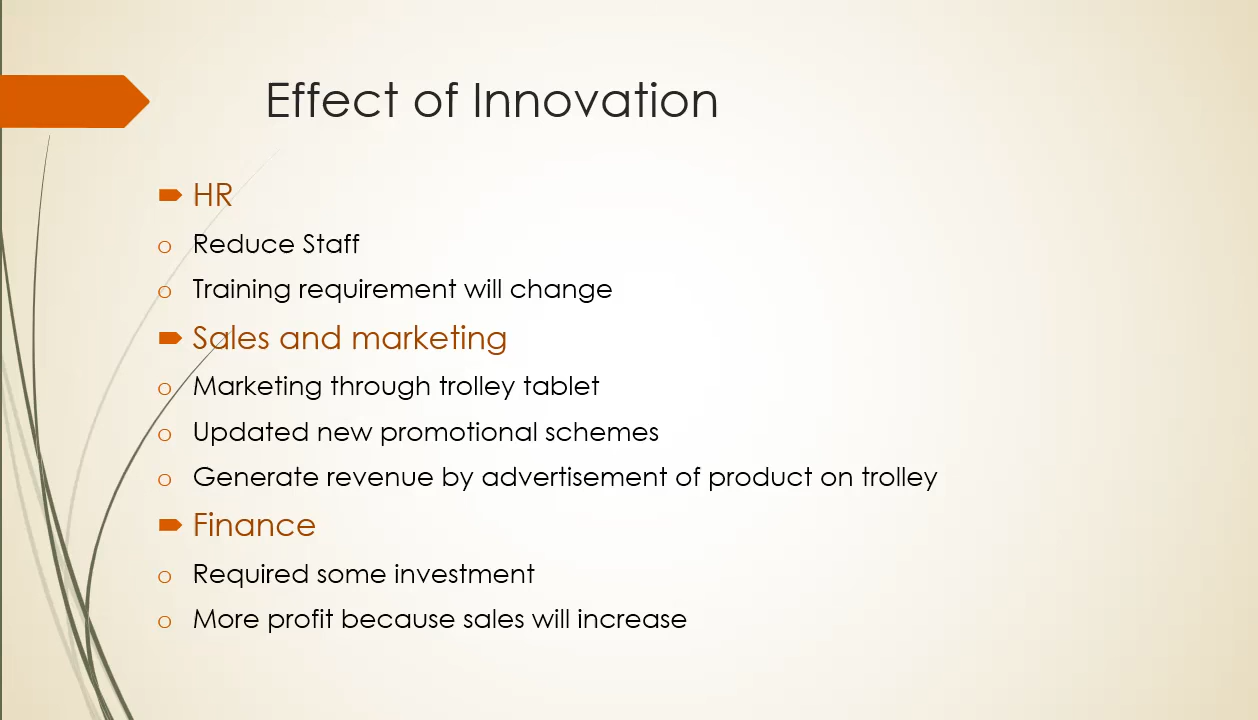 Effect of Innovation
HR
Reduce Staff
Training requirement will change
Sales and marketing
Marketing through trolley tablet
Updated new promotional schemes
Generate revenue by advertisement of product on trolley
Finance
Required some investment
More profit because sales will increase